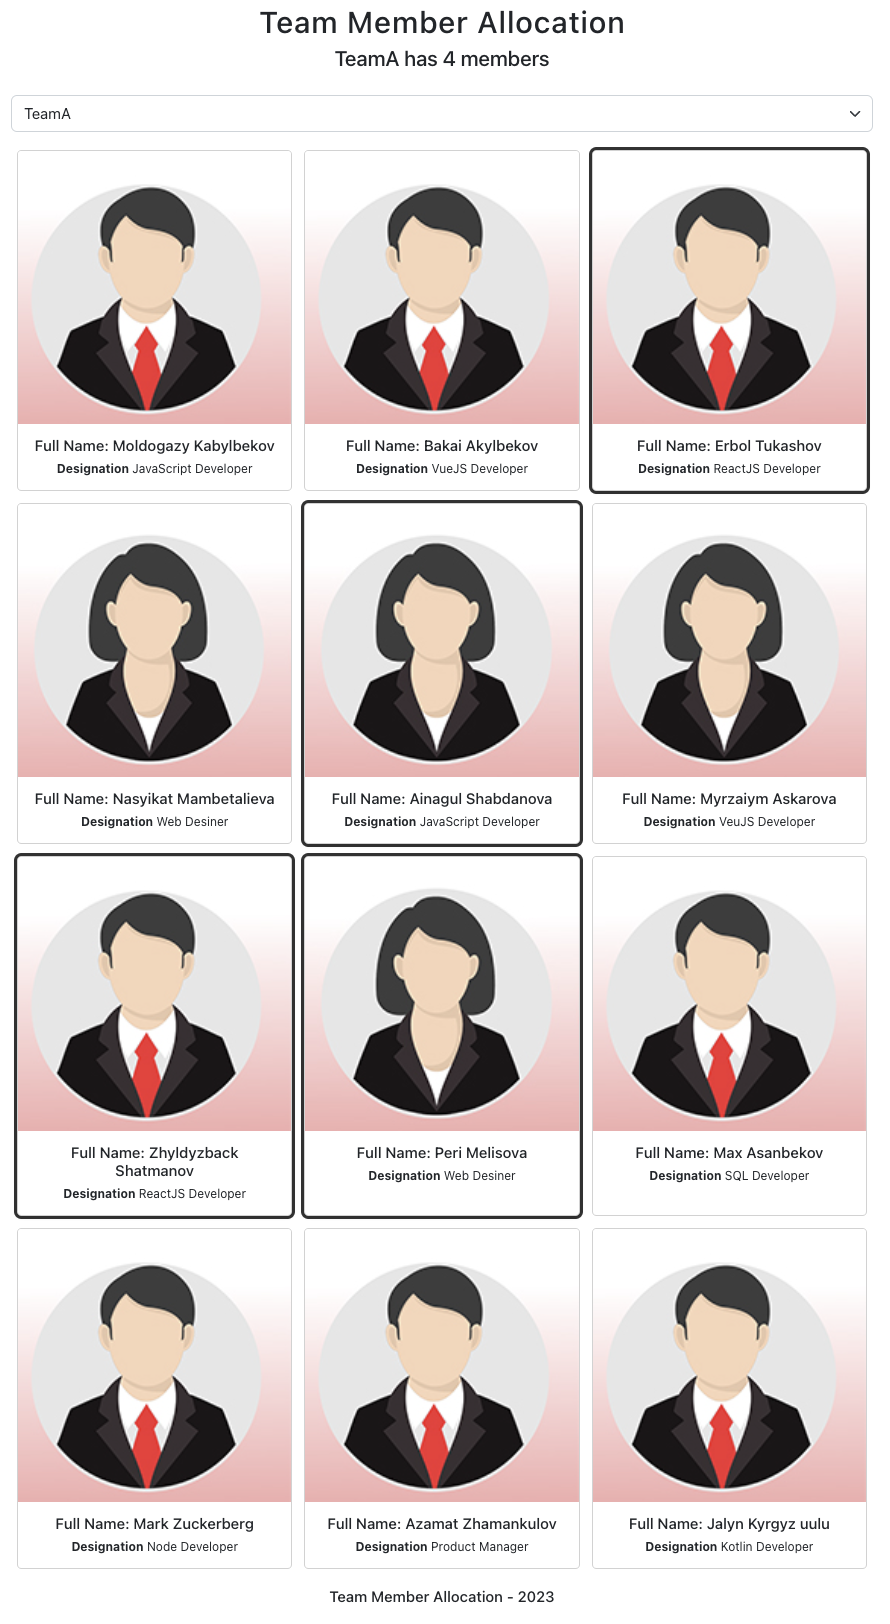 Team Member Allocation
TeamA has 4 members
TeamA
Full Name: Moldogazy Kabylbekov
Designation JavaScript Developer
Full Name: Bakai Akylbekov
Designation VueJS Developer
Full Name: Erbol Tukashov
Designation ReactJS Developer
Full Name: Nasyikat Mambetalieva
Designation Web Desiner
Full Name: Ainagul Shabdanova
Designation JavaScript Developer
Full Name: Myrzaiym Askarova
Designation VeuJS Developer
Full Name: Zhyldyzback
Shatmanov
Designation ReactJS Developer
Full Name: Peri Melisova
Designation Web Desiner
Full Name: Max Asanbekov
Designation SQL Developer
Full Name: Mark Zuckerberg
Designation Node Developer
Full Name: Azamat Zhamankulov
Designation Product Manager
Full Name: Jalyn Kyrgyz uulu
Designation Kotlin Developer
Team Member Allocation - 2023